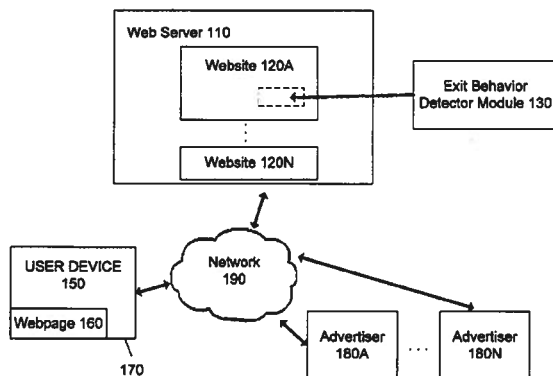 Web Server 110
Website 120A
Exit Behavior
Detector Module 130
Website 120N
Network
190
USER DEVICE
150
Webpage 160
170
Advertiser
180A
Advertiser
180N